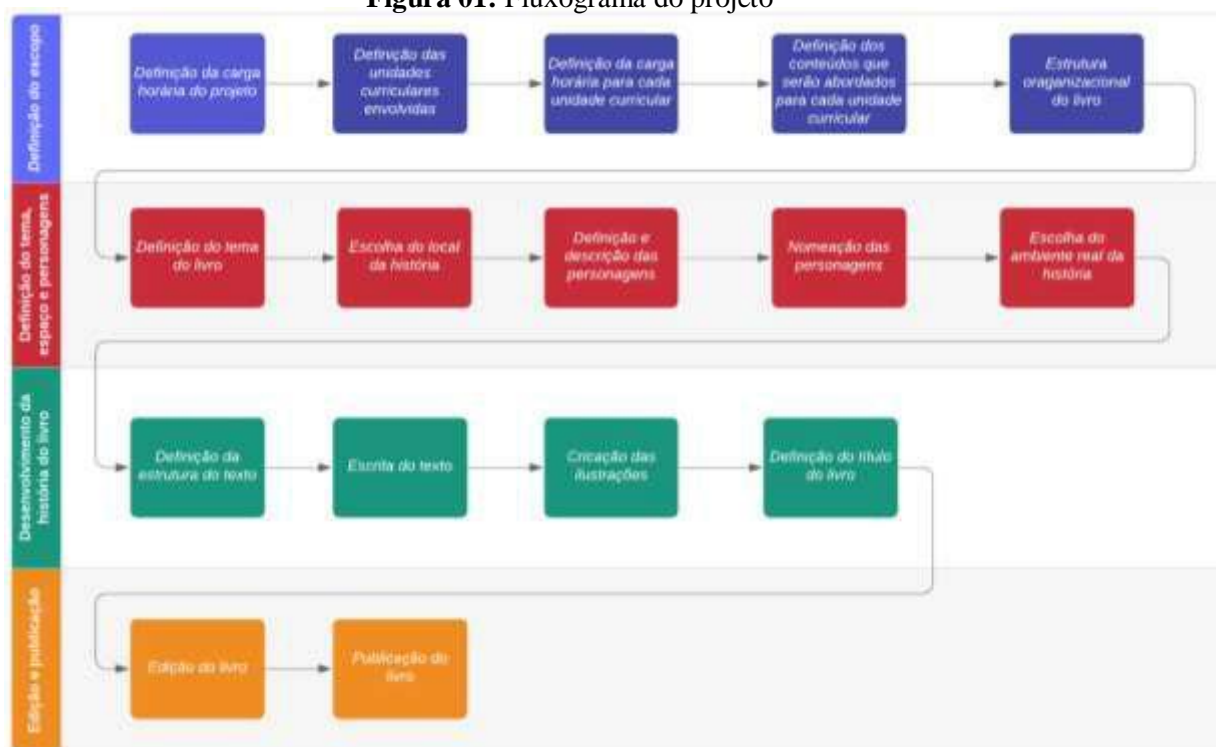 Figura 01: Fluxograma do projeto
Definição do escopo
Definição da carga
horária do projeto
Definição das
unidades
curriculares
envolvidas
Definição da carga
horária para cada
unidade curricular
Definição dos
conteúdos que
serão abordados
para cada unidade
curricular
Estrutura
oraganizacional
do livro
Definição do tema,
espaço e personagens
Definição do tema
do livro
Escolha do local
da história
Definição e
descrição das
personagens
Nomeação das
personagens
Escolha do
ambiente real da
história
Desenvolvimento da
história do livro
Definição da
estrutura do texto
Escrita do texto
Cricação das
ilustrações
Definição do título
do livro
Edição e publicação
Edição do livro
Publicação do
livro